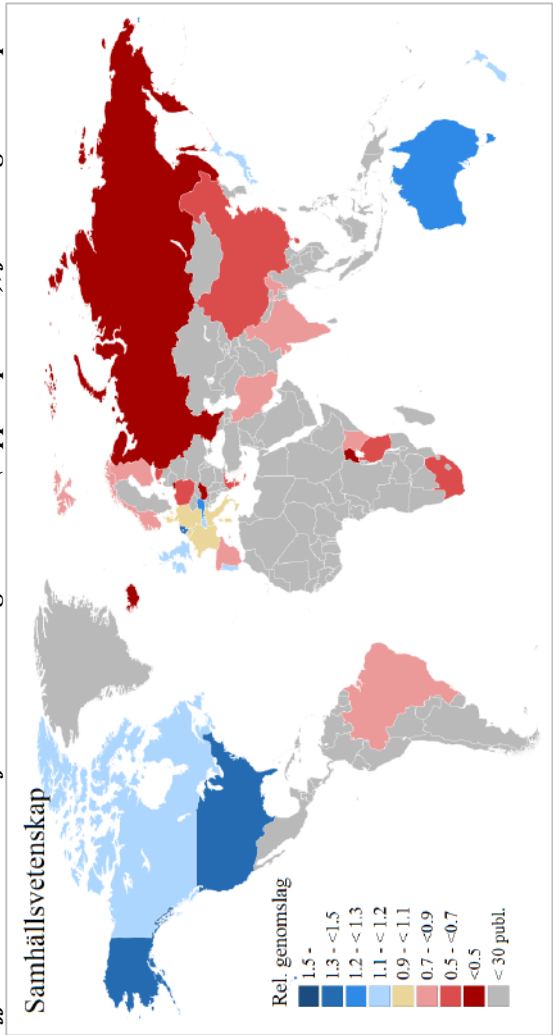 Samhällsvetenskap
Rel. genomslag
1.5 -
1.3 - <1.5
1.2 - < 1.3
1.1 - < 1.2
0.9 - < 1.1
0.7 - <0.9
0.5 - <0.7
<0.5
< 30 publ.